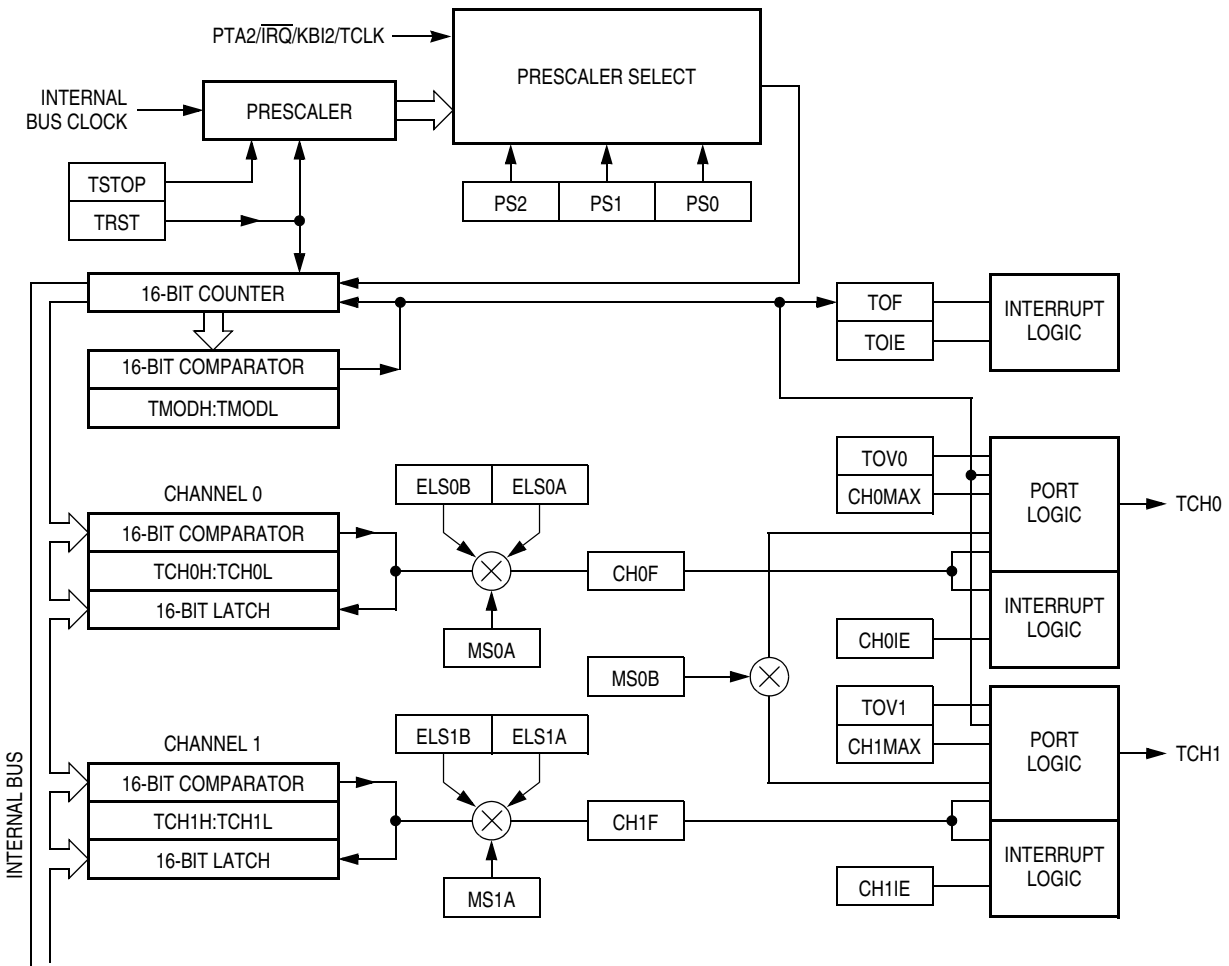 PTA2/IRQ/KBI2/TCLK
PRESCALER SELECT
INTERNAL
BUS CLOCK
PRESCALER
TSTOP
TRST
PS2 PS1 PS0
16-BIT COUNTER
16-BIT COMPARATOR
TMODH:TMODL
TOF
TOIE
INTERRUPT
LOGIC
CHANNEL 0
16-BIT COMPARATOR
TCH0H:TCH0L
16-BIT LATCH
ELS0B ELS0A
MS0A
CH0F
TOV0
CH0MAX
PORT
LOGIC
TCH0
INTERRUPT
LOGIC
CH0IE
MS0B
CHANNEL 1
16-BIT COMPARATOR
TCH1H:TCH1L
16-BIT LATCH
ELS1B ELS1A
MS1A
CH1F
TOV1
CH1MAX
PORT
LOGIC
TCH1
INTERRUPT
LOGIC
CH1IE
INTERNAL BUS